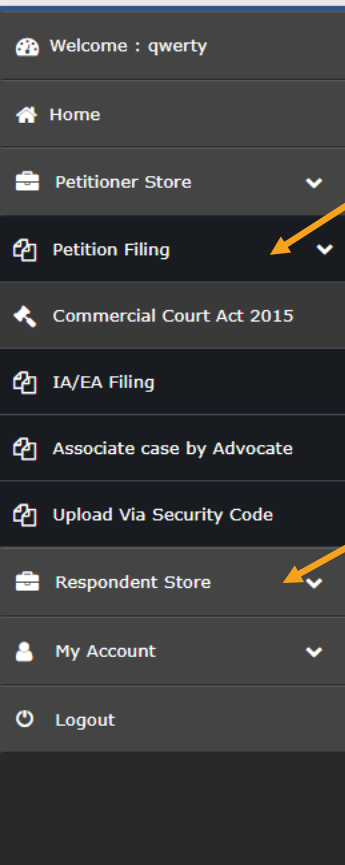 Welcome : qwerty
Home
Petitioner Store
Petition Filing
Commercial Court Act 2015
IA/EA Filing
Associate case by Advocate
Upload Via Security Code
Respondent Store
My Account
Logout